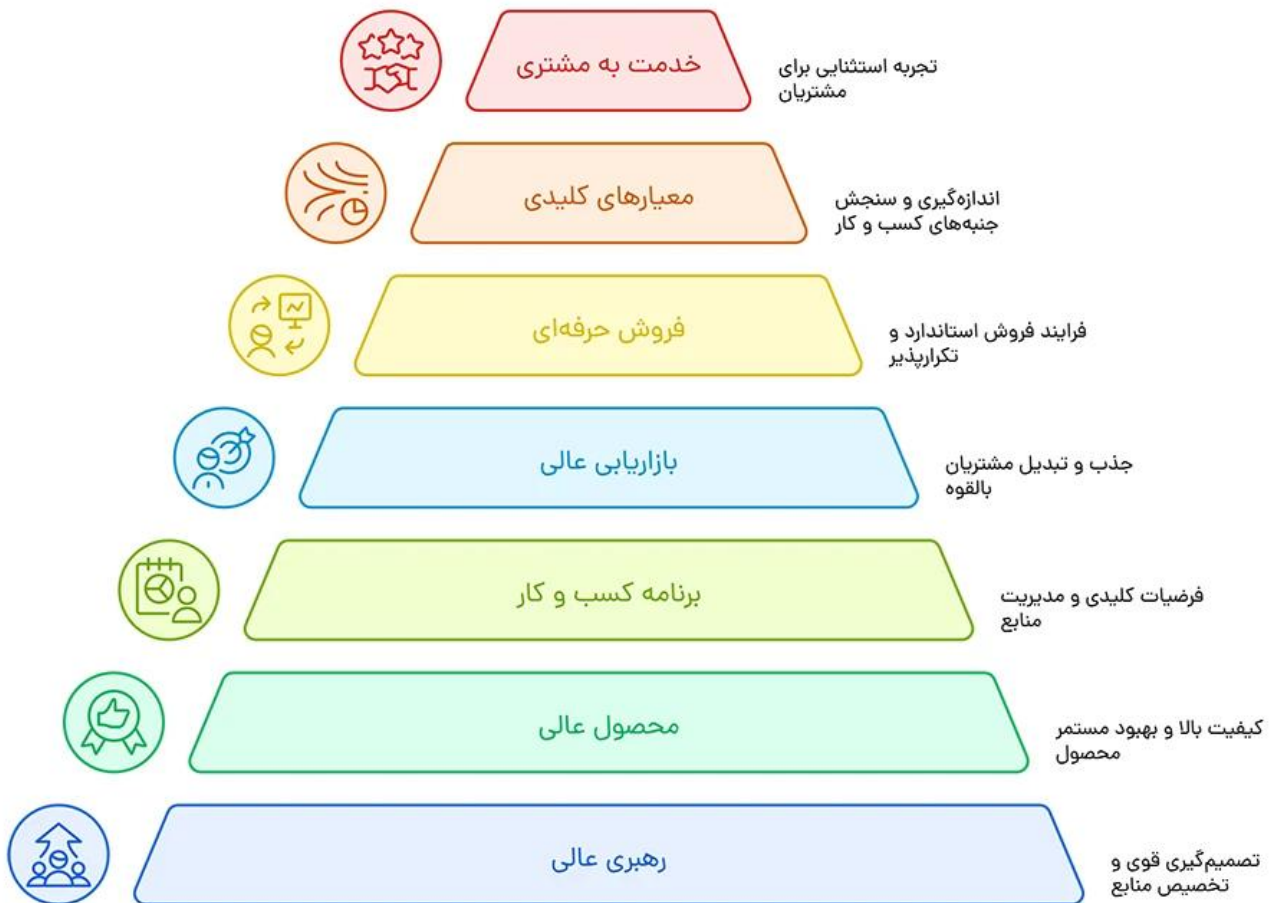 خدمت به مشتری
تجربه استثنایی برای
مشتریان
معیارهای کلیدی
اندازه‌گیری و سنجش
جنبه‌های کسب و کار
فروش حرفه‌ای
فرایند فروش استاندارد و
تکرارپذیر
بازاریابی عالی
جذب و تبدیل مشتریان
بالقوه
برنامه کسب و کار
فرضیات کلیدی و مدیریت
منابع
محصول عالی
کیفیت بالا و بهبود مستمر
محصول
رهبری عالی
تصمیم‌گیری قوی و
تخصیص منابع